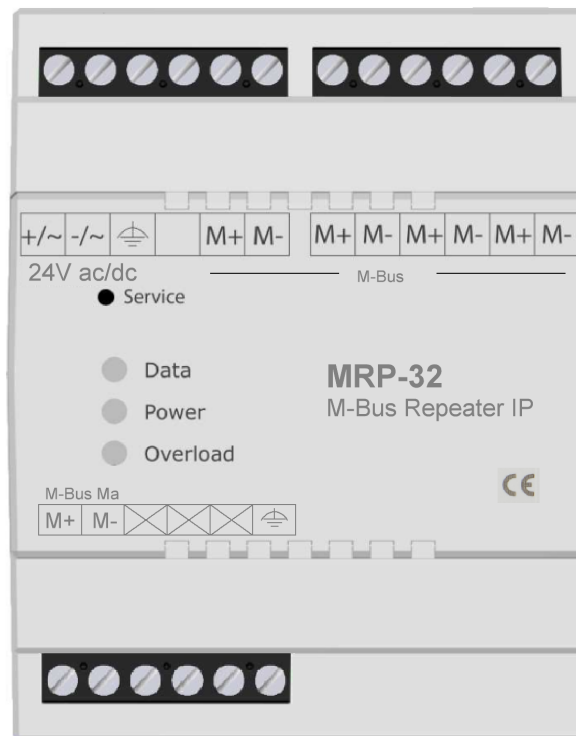 +/~ -/~ M+ M- M+ M- M+ M- M+ M-
24V ac/dc
M-Bus
Service
Data
Power
Overload
MRP-32
M-Bus Repeater IP
CE
M-Bus Ma
M+ M-